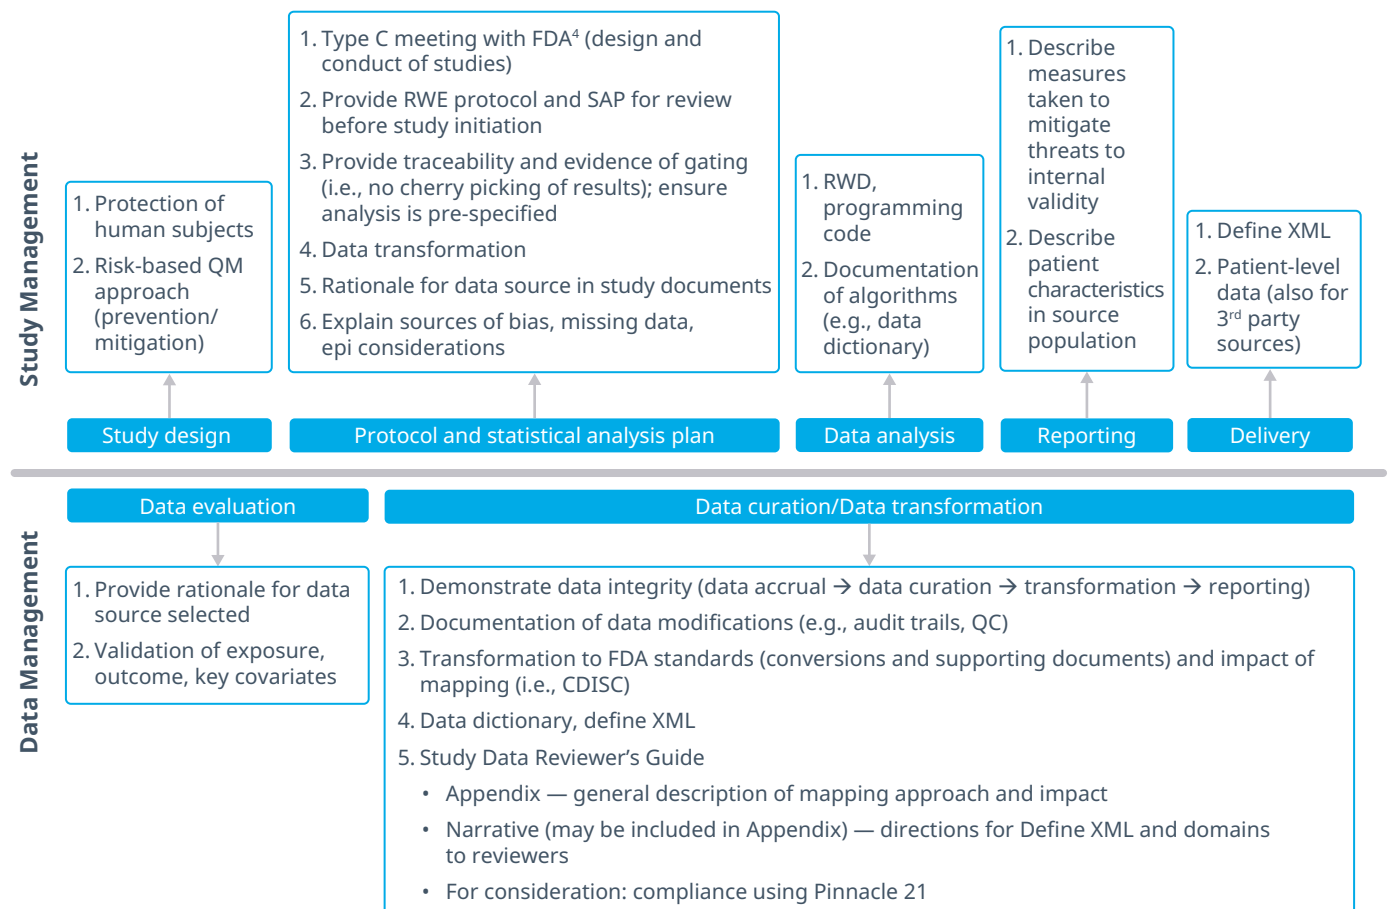 Study Management
1. Protection of
human subjects
2. Risk-based QM
approach
(prevention/
mitigation)
Study design
1. Type C meeting with FDA⁴ (design and
conduct of studies)
2. Provide RWE protocol and SAP for review
before study initiation
3. Provide traceability and evidence of gating
(i.e., no cherry picking of results); ensure
analysis is pre-specified
4. Data transformation
5. Rationale for data source in study documents
6. Explain sources of bias, missing data,
epi considerations
Protocol and statistical analysis plan
1. RWD,
programming
code
2. Documentation
of algorithms
(e.g., data
dictionary)
Data analysis
1. Describe
measures
taken to
mitigate
threats to
internal
validity
2. Describe
patient
characteristics
in source
population
Reporting
1. Define XML
2. Patient-level
data (also for
3ʳᵈ party
sources)
Delivery
Data Management
Data evaluation
1. Provide rationale for data
source selected
2. Validation of exposure,
outcome, key covariates
Data curation/Data transformation
1. Demonstrate data integrity (data accrual → data curation → transformation → reporting)
2. Documentation of data modifications (e.g., audit trails, QC)
3. Transformation to FDA standards (conversions and supporting documents) and impact of
mapping (i.e., CDISC)
4. Data dictionary, define XML
5. Study Data Reviewer’s Guide
• Appendix — general description of mapping approach and impact
• Narrative (may be included in Appendix) — directions for Define XML and domains
to reviewers
• For consideration: compliance using Pinnacle 21